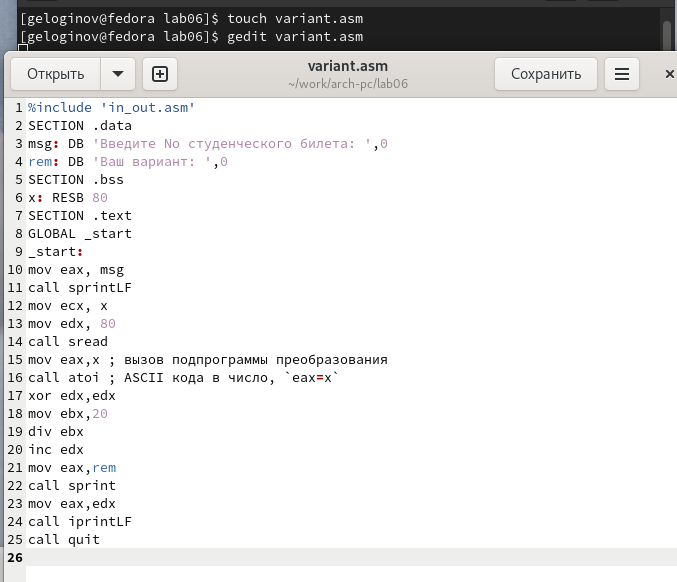 [geloginov@fedora lab06]$ touch variant.asm
[geloginov@fedora lab06]$ gedit variant.asm
Открыть
variant.asm
~/work/arch-pc/lab06
Сохранить
1 %include 'in_out.asm'
2 SECTION .data
3 msg: DB 'Введите No студенческого билета: ',0
4 rem: DB 'Ваш вариант: ',0
5 SECTION .bss
6 x: RESB 80
7 SECTION .text
8 GLOBAL _start
9 _start:
10 mov eax, msg
11 call sprintLF
12 mov ecx, x
13 mov edx, 80
14 call sread
15 mov eax,x ; вызов подпрограммы преобразования
16 call atoi ; ASCII кода в число, `eax=x`
17 xor edx,edx
18 mov ebx,20
19 div ebx
20 inc edx
21 mov eax,rem
22 call sprint
23 mov eax,edx
24 call iprintLF
25 call quit
26